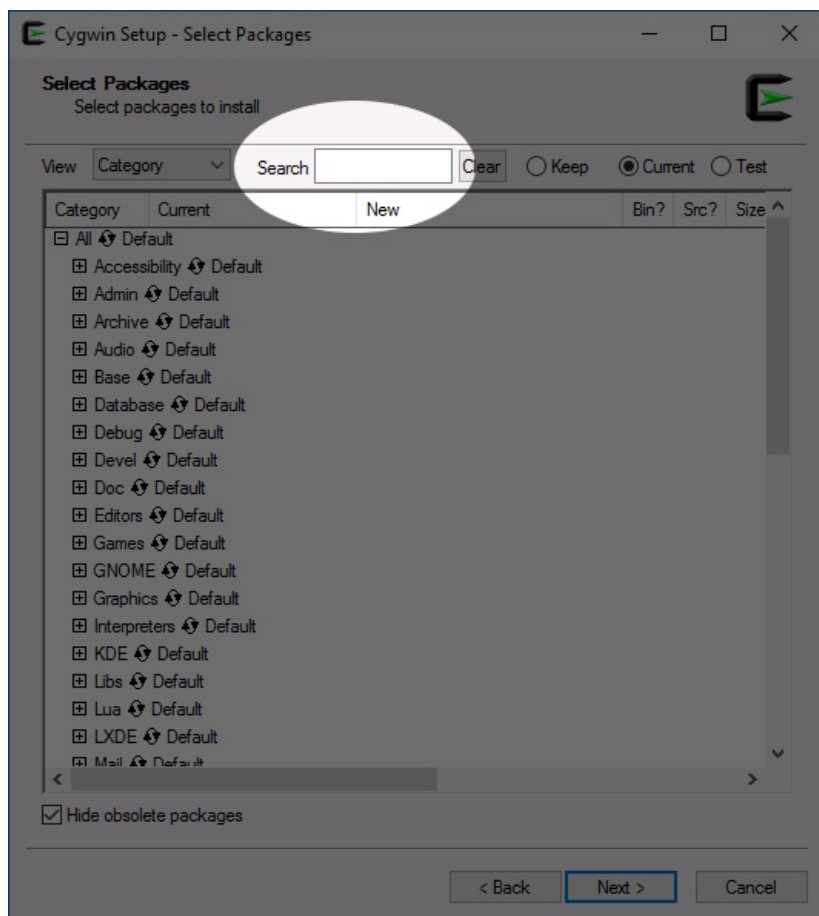 Cygwin Setup - Select Packages
Select Packages
Select packages to install
View Category Search Clear Keep Current Test
Category Current New Bin? Src? Size
All Default
Accessibility Default
Admin Default
Archive Default
Audio Default
Base Default
Database Default
Debug Default
Devel Default
Doc Default
Editors Default
Games Default
GNOME Default
Graphics Default
Interpreters Default
KDE Default
Libs Default
Lua Default
LXDE Default
Mail Default
Hide obsolete packages
< Back Next > Cancel